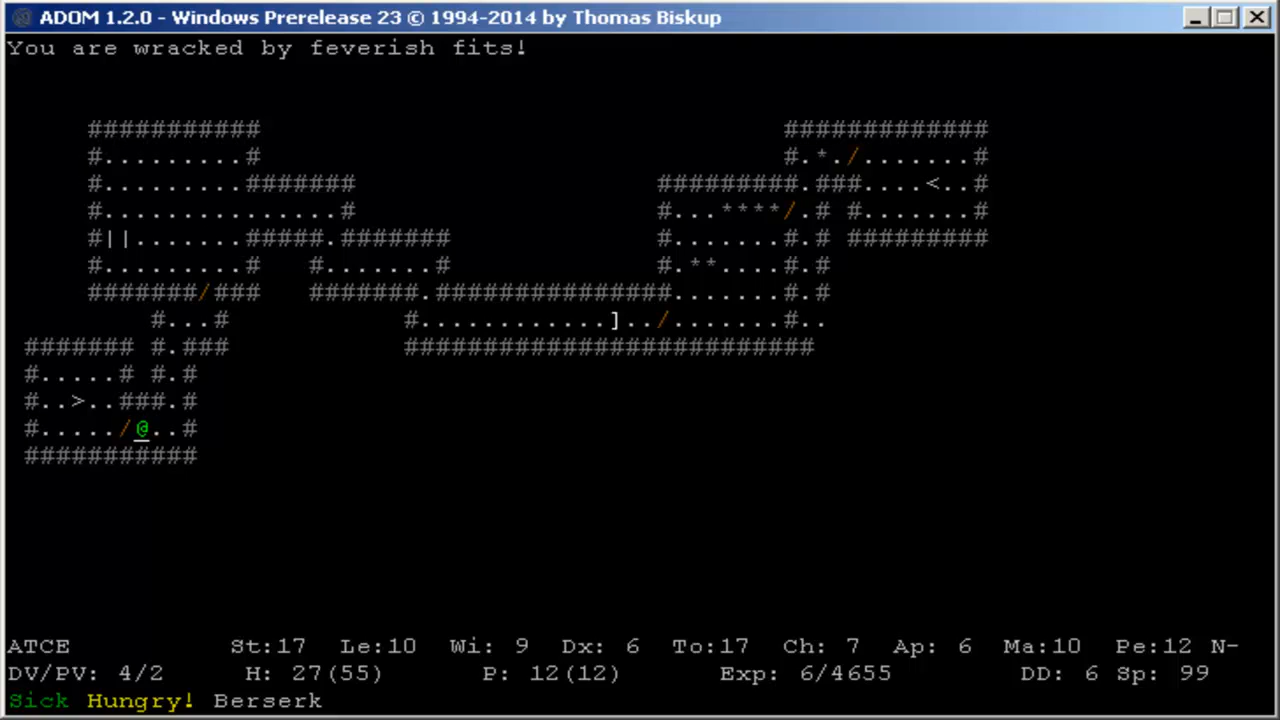 ADOM 1.2.0 - Windows Prerelease 23 © 1994-2014 by Thomas Biskup
You are wracked by feverish fits!
########### #############
#.........# #.*./.......#
#.........####### #########.###....<..#
#...............# #...****/.# #.......#
#||.......#####.####### #.......#.# #########
#.........# #.......# #.**....#.#
#######/### #######.###############.......#.#
#...# #............]../.......#..
####### #.### ##########################
#.....# #.#
#..>..###.#
#...../@..#
###########
ATCE St:17 Le:10 Wi: 9 Dx: 6 To:17 Ch: 7 Ap: 6 Ma:10 Pe:12 N-
DV/PV: 4/2 H: 27(55) P: 12(12) Exp: 6/4655 DD: 6 Sp: 99
Sick Hungry! Berserk